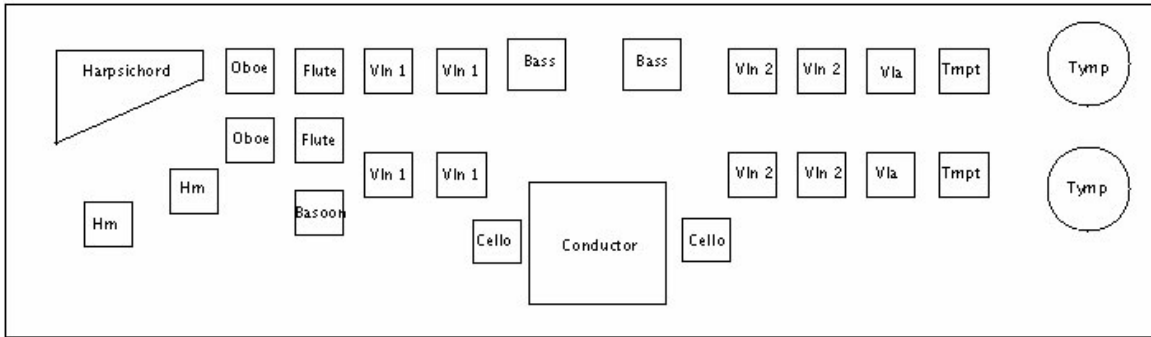 Harpsichord
Oboe
Flute
Vln 1
Vln 1
Bass
Bass
Vln 2
Vln 2
Vla
Tmpt
Tymp
Oboe
Flute
Hrn
Vln 1
Vln 1
Vln 2
Vln 2
Vla
Tmpt
Tymp
Hrn
Basoon
Cello
Conductor
Cello